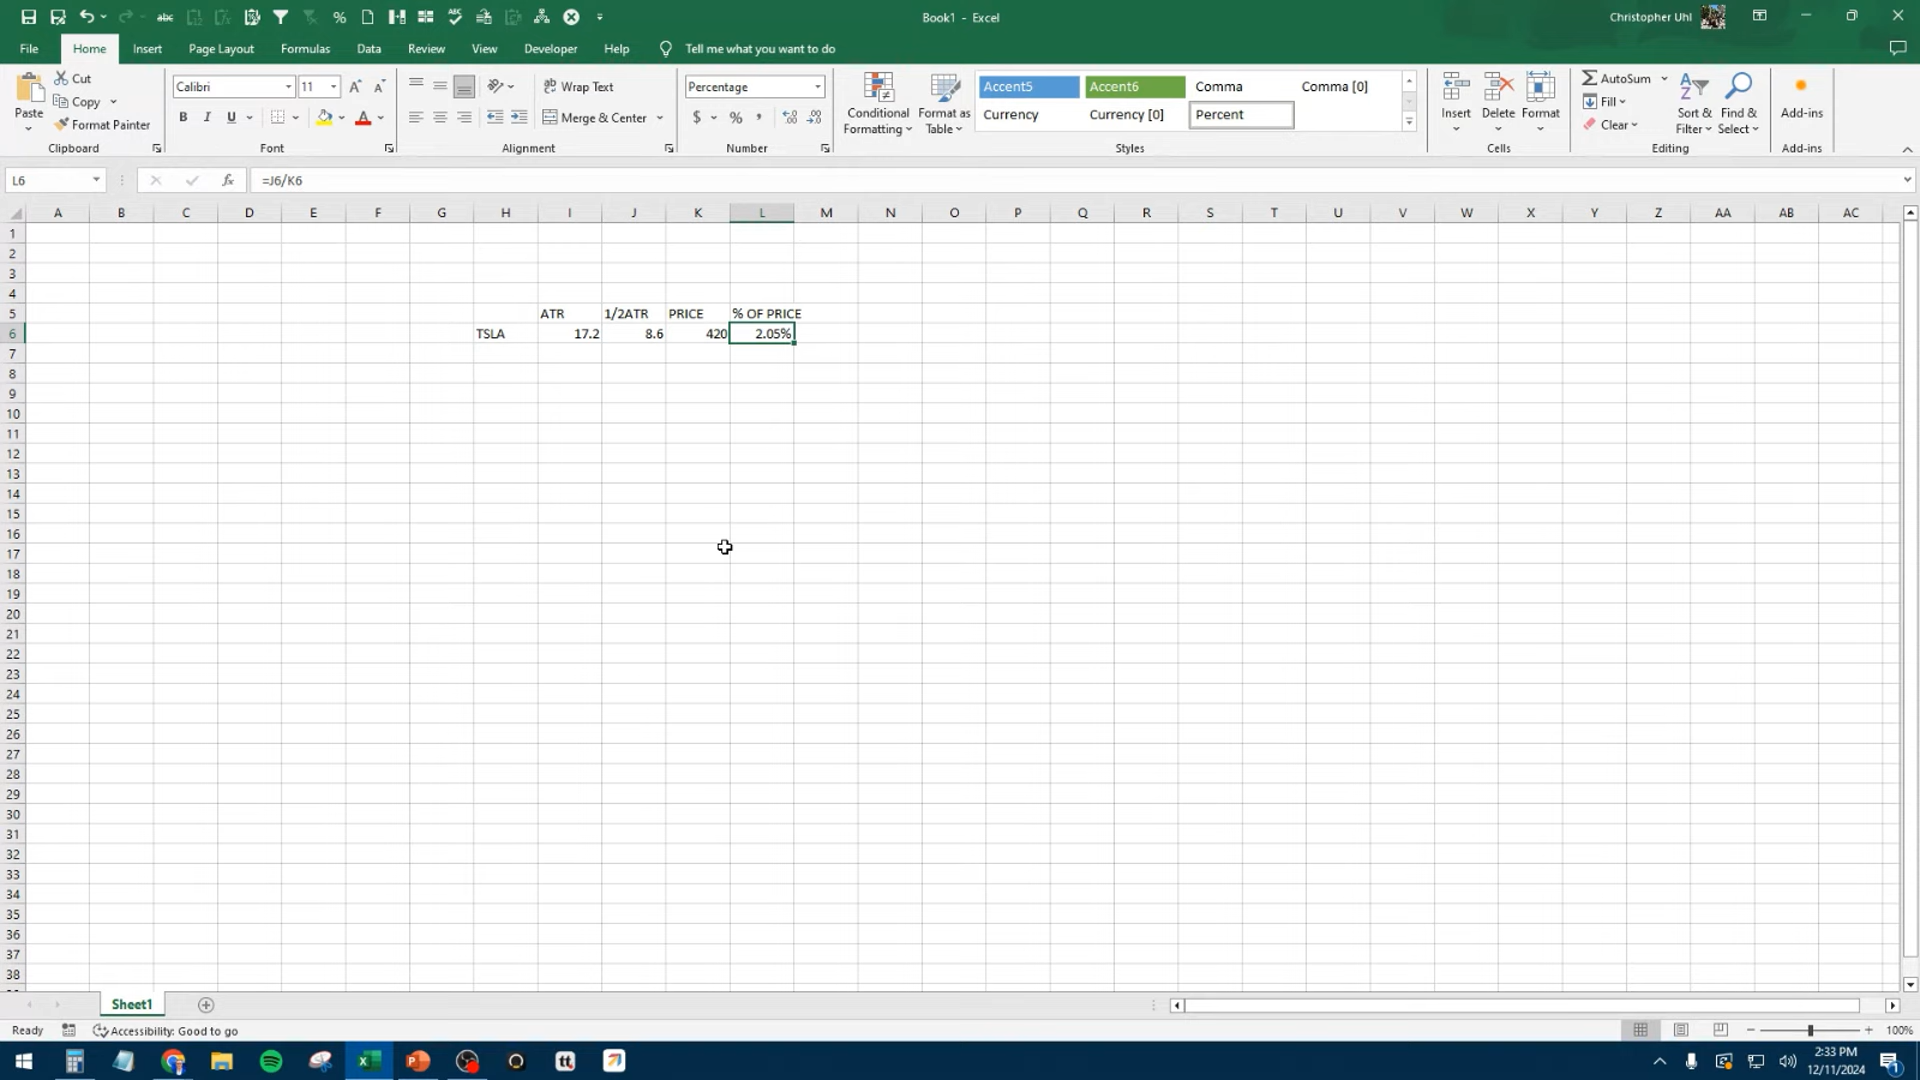 Book1 - Excel
Christopher Uhl
File Home Insert Page Layout Formulas Data Review View Developer Help Tell me what you want to do
Paste
Cut
Copy
Format Painter
Clipboard
Calibri 11
B I U
Font
Wrap Text
Merge & Center
Alignment
Percentage
$ % ,
Number
Conditional Formatting
Format as Table
Accent5 Accent6 Comma Comma [0]
Currency Currency [0] Percent
Styles
Insert Delete Format
Cells
AutoSum
Fill
Clear
Sort & Filter
Find & Select
Editing
Add-ins
Add-ins
L6 fx =J6/K6
A B C D E F G H I J K L M N O P Q R S T U V W X Y Z AA AB AC
1
2
3
4
5 ATR 1/2ATR PRICE % OF PRICE
6 TSLA 17.2 8.6 420 2.05%
7
8
9
10
11
12
13
14
15
16
17
18
19
20
21
22
23
24
25
26
27
28
29
30
31
32
33
34
35
36
37
38
Sheet1
Ready Accessibility: Good to go 100%
2:33 PM
12/11/2024